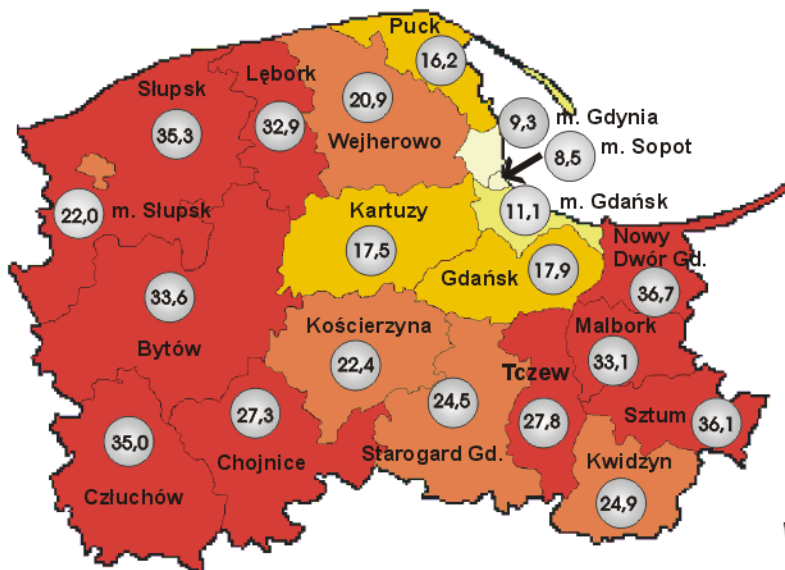 Puck
16,2
Słupsk
35,3
Lębork
32,9
20,9
Wejherowo
9,3 m. Gdynia
8,5 m. Sopot
22,0 m. Słupsk
11,1 m. Gdańsk
Kartuzy
17,5
Gdańsk 17,9
Nowy
Dwór Gd.
36,7
33,6
Bytów
Kościerzyna
22,4
Malbork
33,1
Tczew
27,8
24,5
Starogard Gd.
Sztum 36,1
27,3
Chojnice
35,0
Człuchów
Kwidzyn
24,9